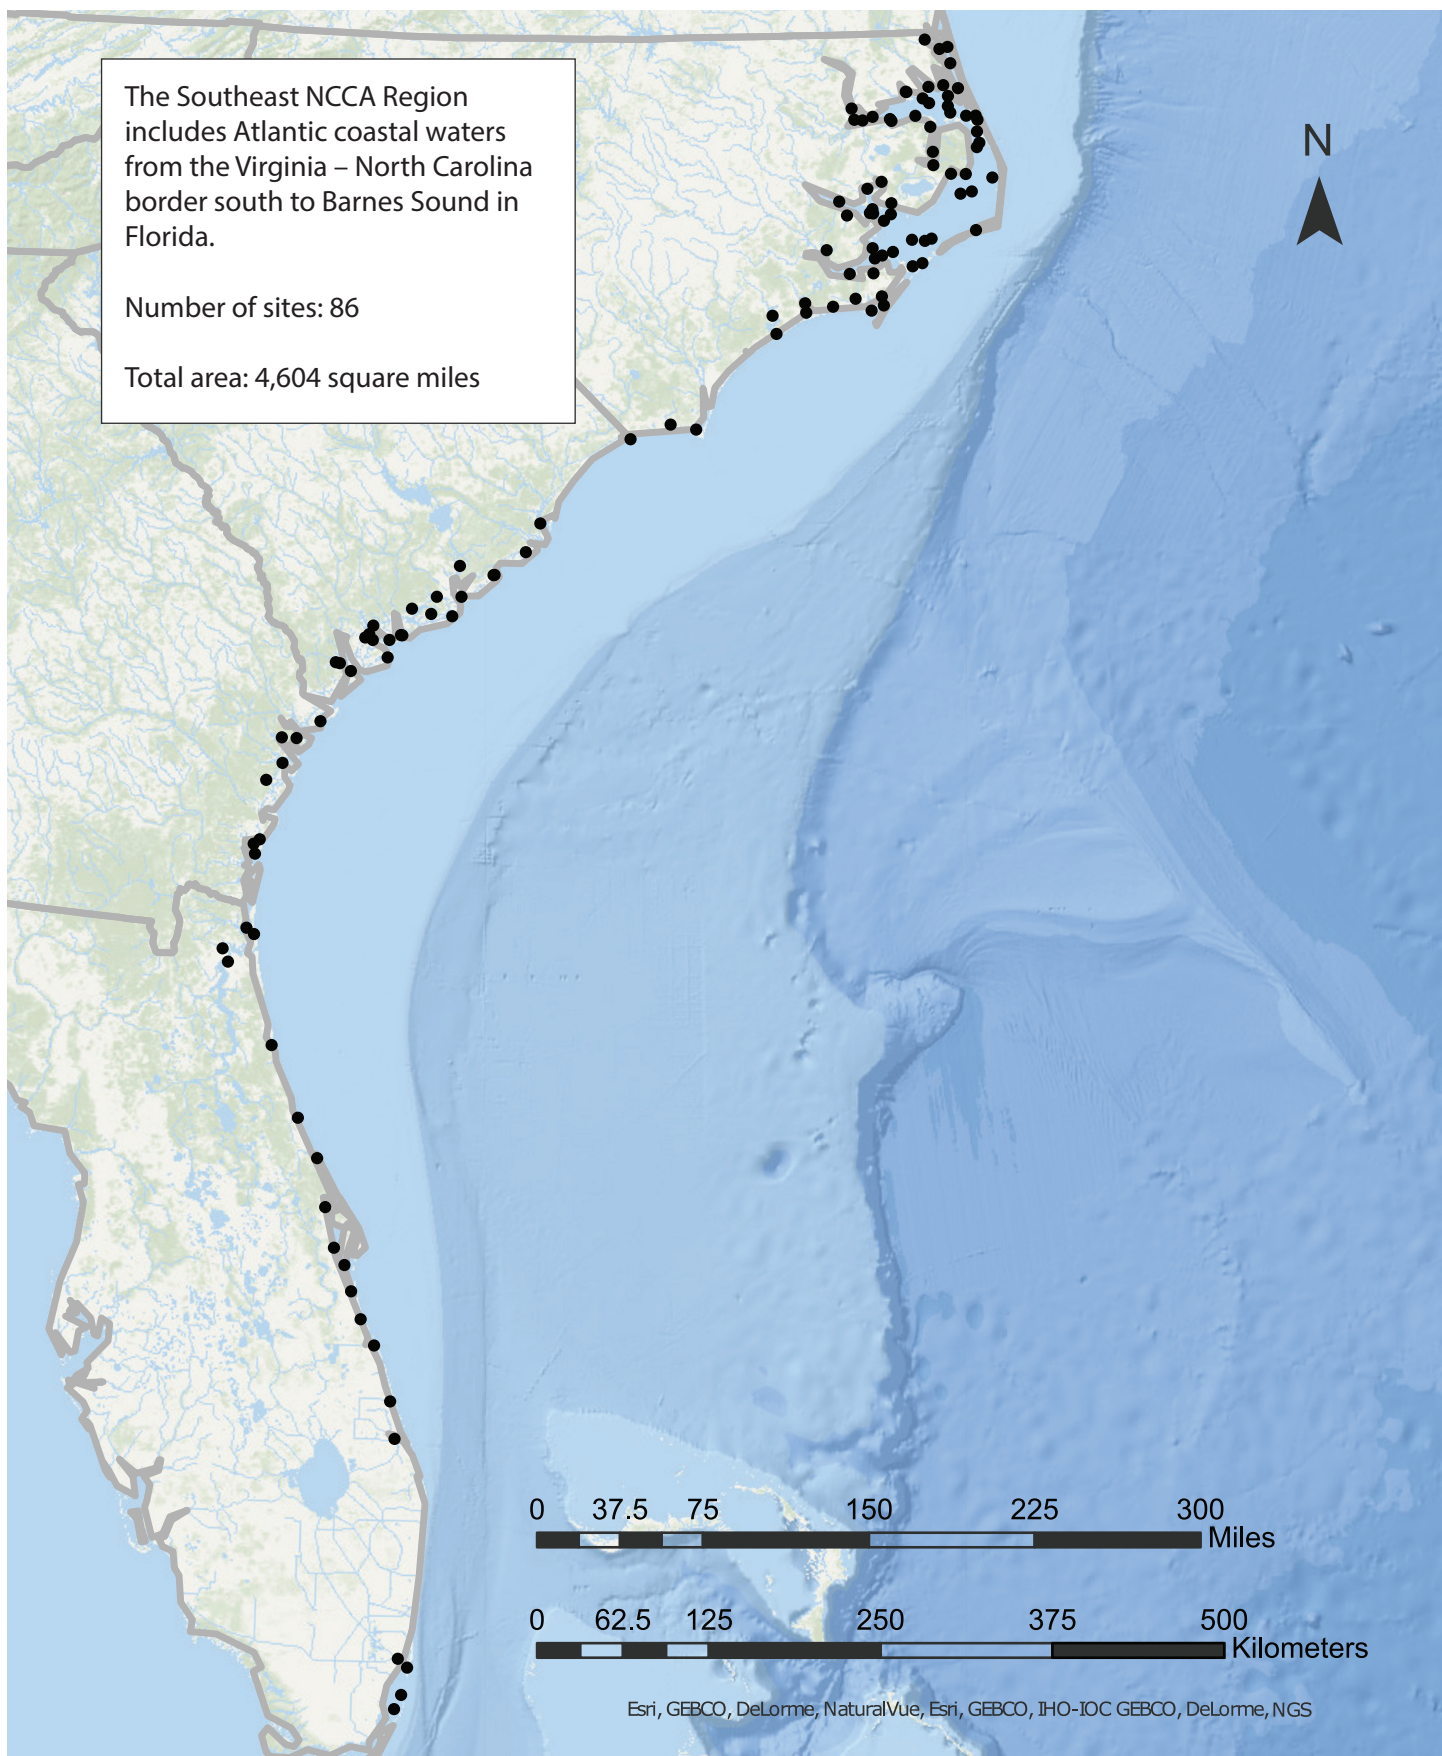 The Southeast NCCA Region
includes Atlantic coastal waters
from the Virginia – North Carolina
border south to Barnes Sound in
Florida.
Number of sites: 86
Total area: 4,604 square miles
N
0 37.5 75 150 225 300
Miles
0 62.5 125 250 375 500
Kilometers
Esri, GEBCO, DeLorme, NaturalVue, Esri, GEBCO, IHO-IOC GEBCO, DeLorme, NGS